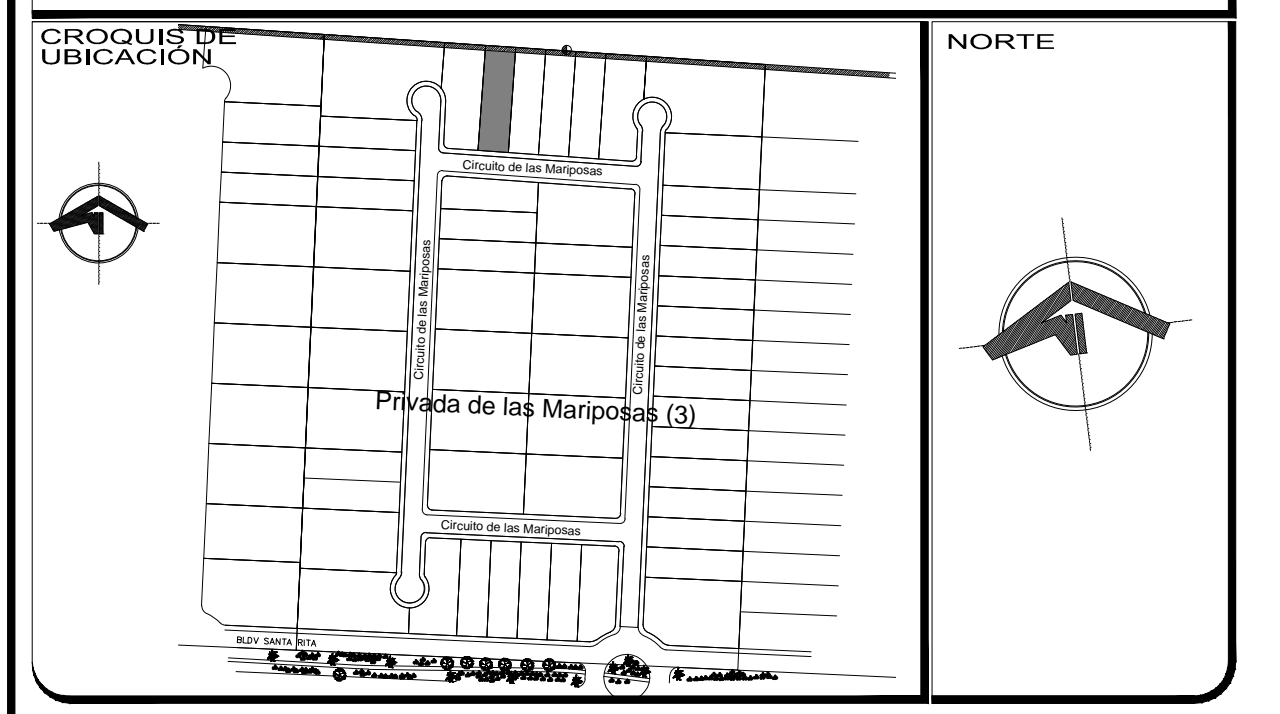 CROQUIS DE
UBICACIÓN
NORTE
Circuito de las Mariposas
Circuito de las Mariposas
Circuito de las Mariposas
Privada de las Mariposas (3)
Circuito de las Mariposas
BLDV SANTA RITA